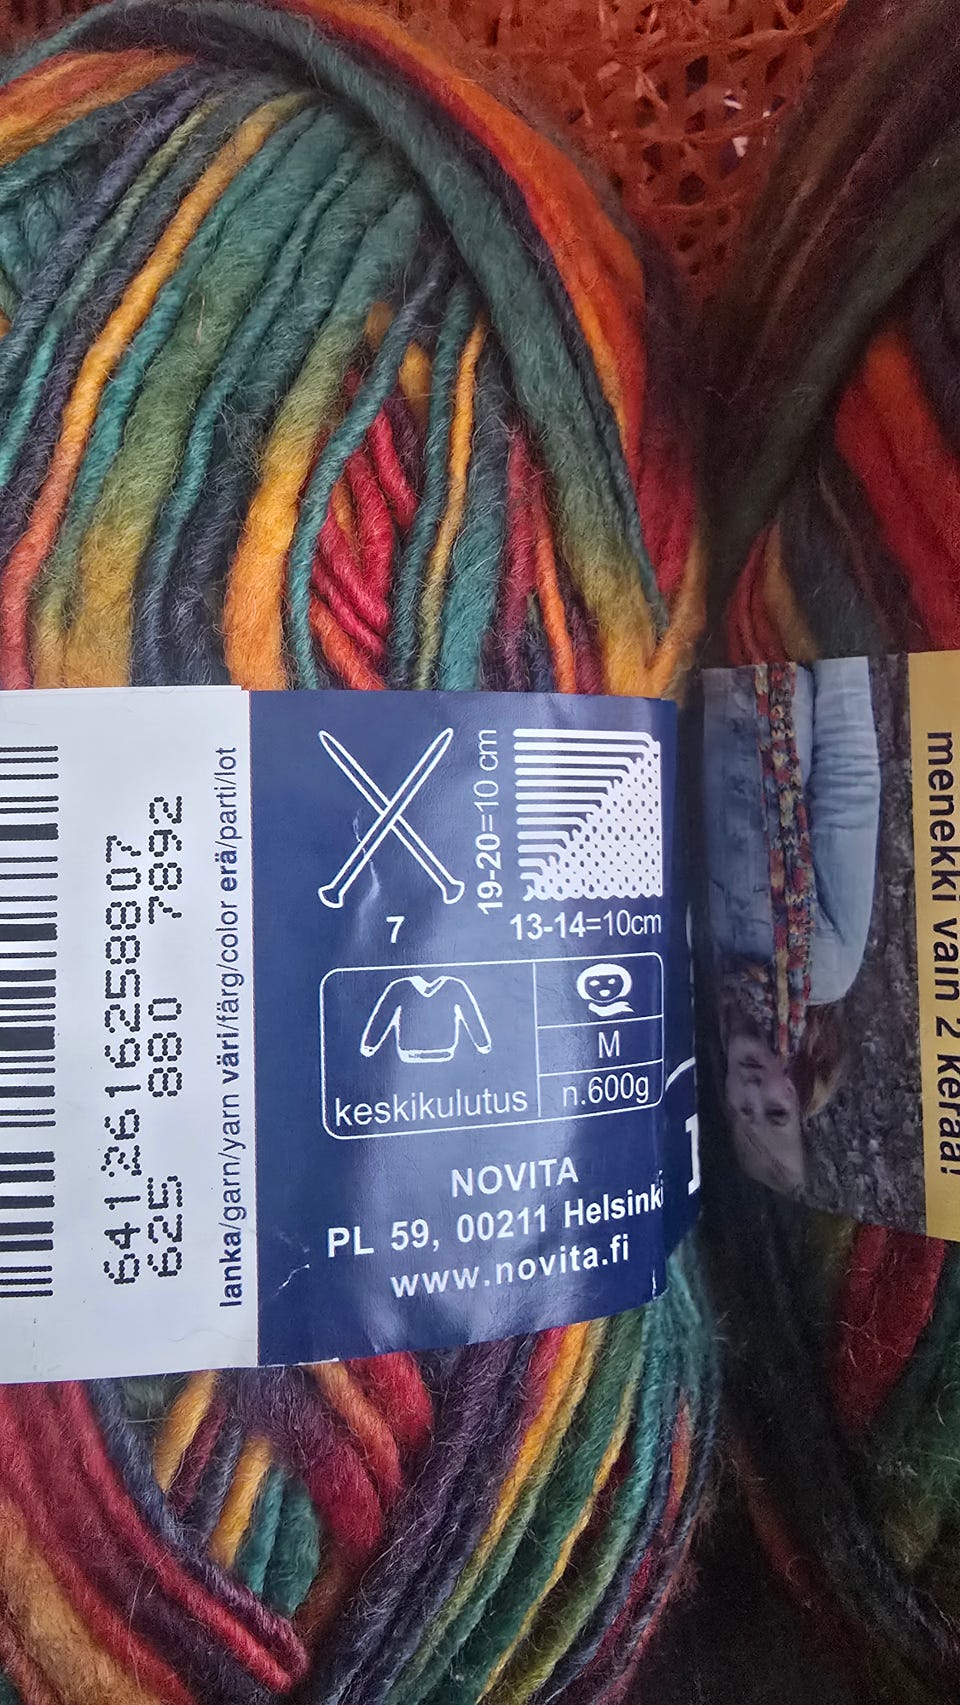 6412616258807
625 880 7892
lanka/garn/yarn väri/färg/color erä/parti/lot
7
19-20=10 cm
13-14=10cm
keskikulutus
M
n.600g
NOVITA
PL 59, 00211 Helsinki
www.novita.fi
menekki vain 2 kerää!